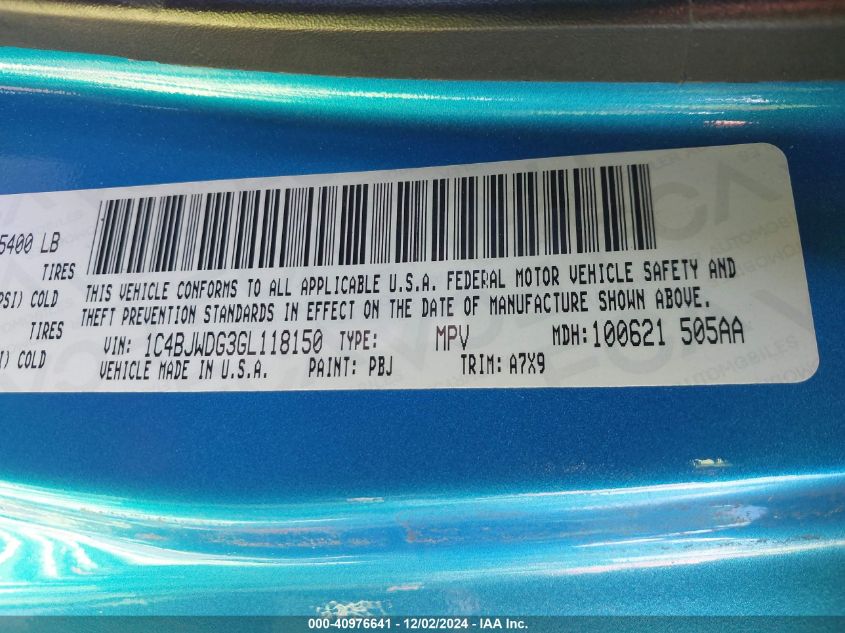 5400 LB
TIRES
PSI) COLD
TIRES
I) COLD
THIS VEHICLE CONFORMS TO ALL APPLICABLE U.S.A. FEDERAL MOTOR VEHICLE SAFETY AND
THEFT PREVENTION STANDARDS IN EFFECT ON THE DATE OF MANUFACTURE SHOWN ABOVE.
VIN: 1C4BJWDG3GL118150 TYPE: MPV MDH:100621 505AA
VEHICLE MADE IN U.S.A. PAINT: PBJ TRIM: A7X9
000-40976641 - 12/02/2024 - IAA Inc.